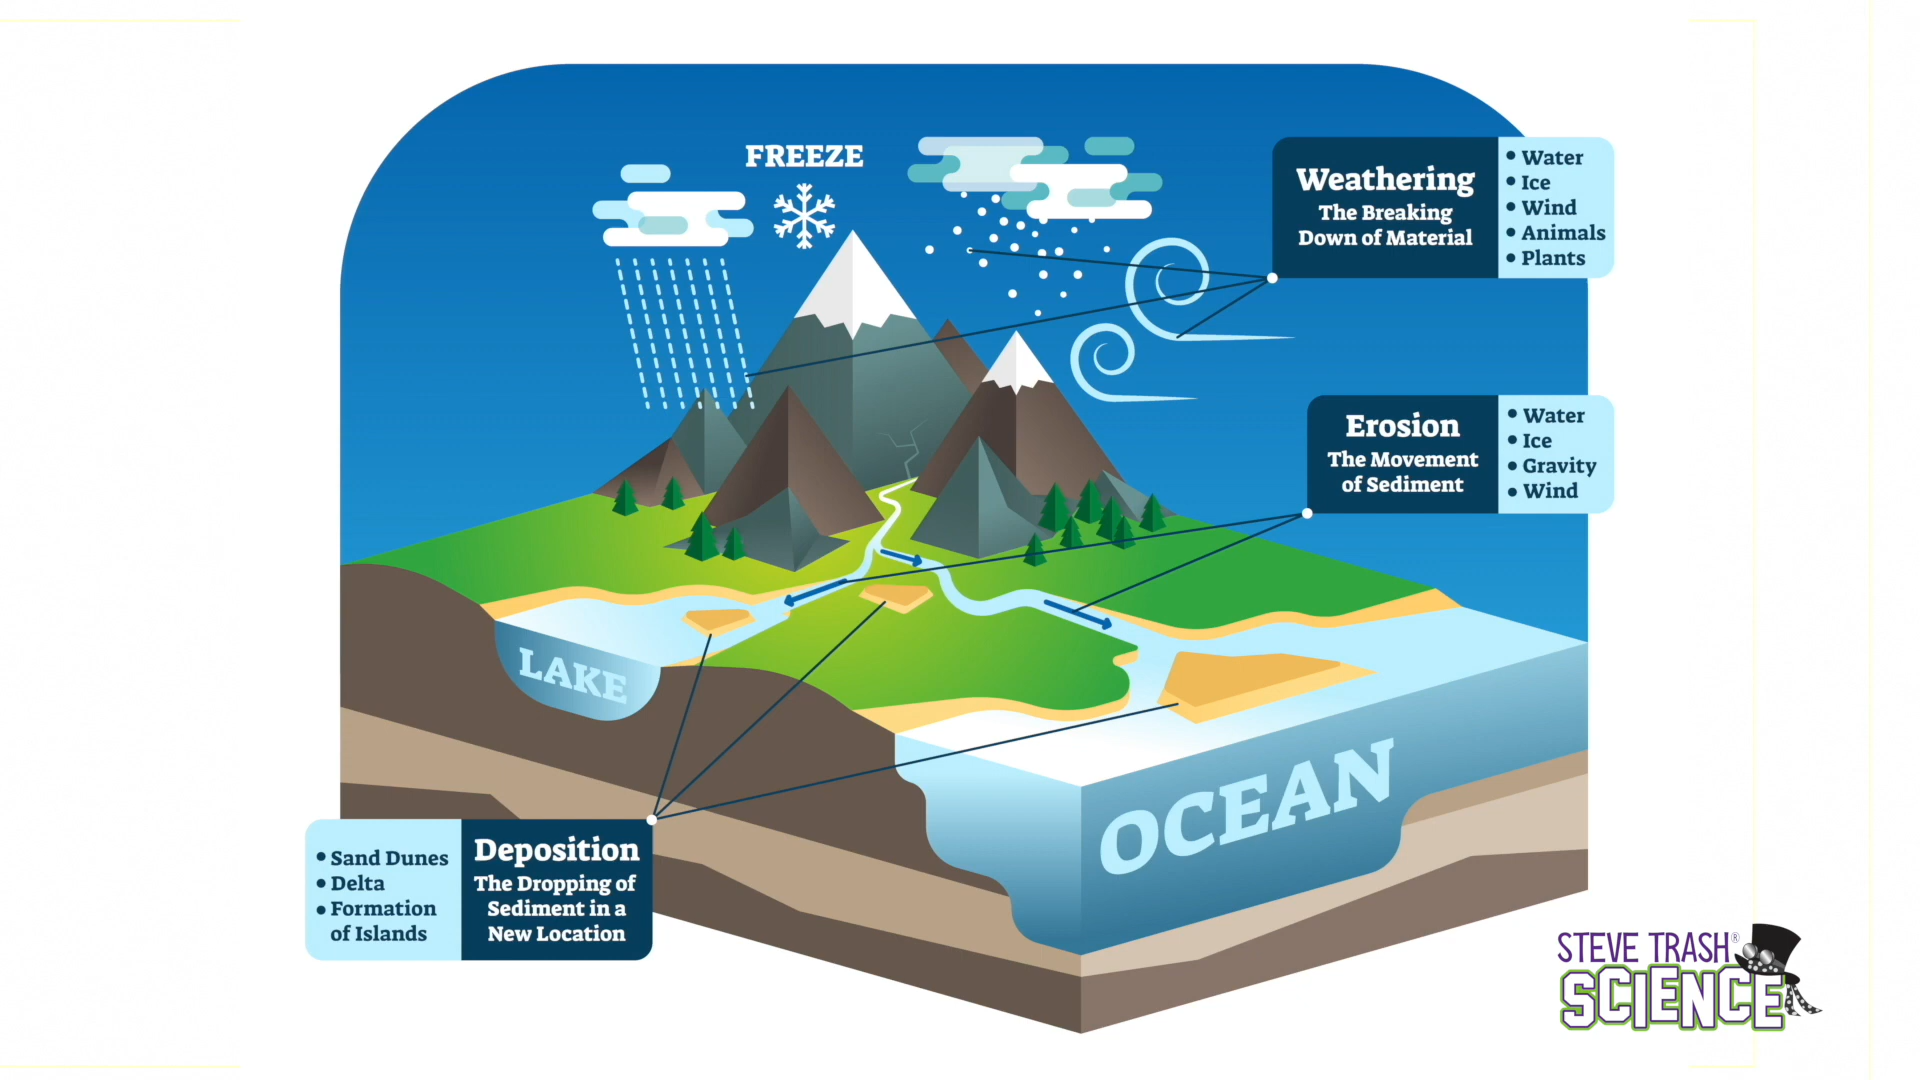 FREEZE
Weathering
The Breaking
Down of Material
• Water
• Ice
• Wind
• Animals
• Plants
Erosion
The Movement
of Sediment
• Water
• Ice
• Gravity
• Wind
LAKE
OCEAN
• Sand Dunes
• Delta
• Formation
of Islands
Deposition
The Dropping of
Sediment in a
New Location
STEVE TRASH®
SCIENCE